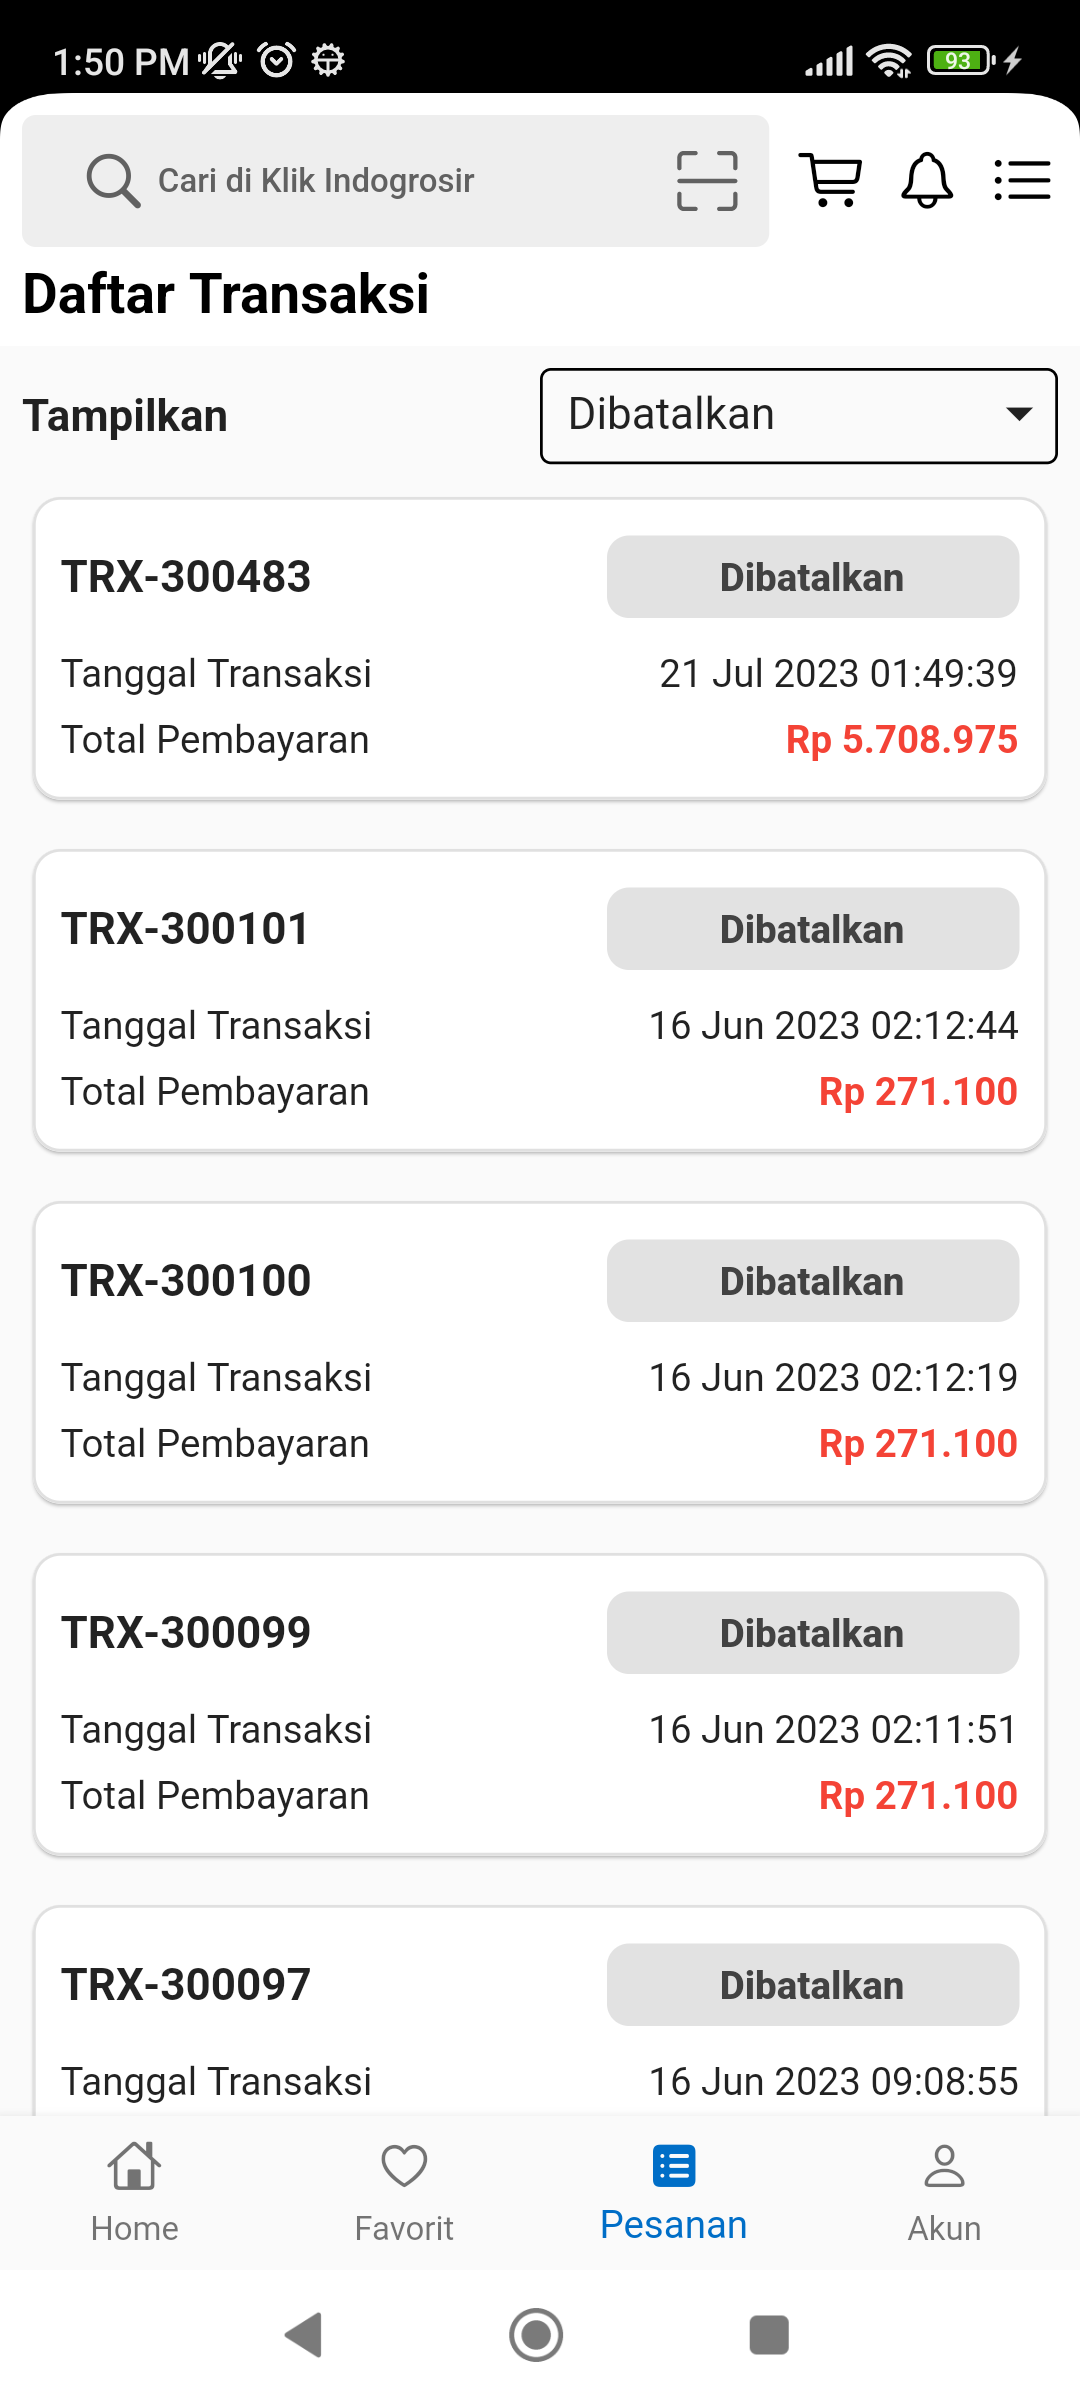 1:50 PM
93
Cari di Klik Indogrosir
Daftar Transaksi
Tampilkan
Dibatalkan
TRX-300483
Dibatalkan
Tanggal Transaksi
21 Jul 2023 01:49:39
Total Pembayaran
Rp 5.708.975
TRX-300101
Dibatalkan
Tanggal Transaksi
16 Jun 2023 02:12:44
Total Pembayaran
Rp 271.100
TRX-300100
Dibatalkan
Tanggal Transaksi
16 Jun 2023 02:12:19
Total Pembayaran
Rp 271.100
TRX-300099
Dibatalkan
Tanggal Transaksi
16 Jun 2023 02:11:51
Total Pembayaran
Rp 271.100
TRX-300097
Dibatalkan
Tanggal Transaksi
16 Jun 2023 09:08:55
Home
Favorit
Pesanan
Akun